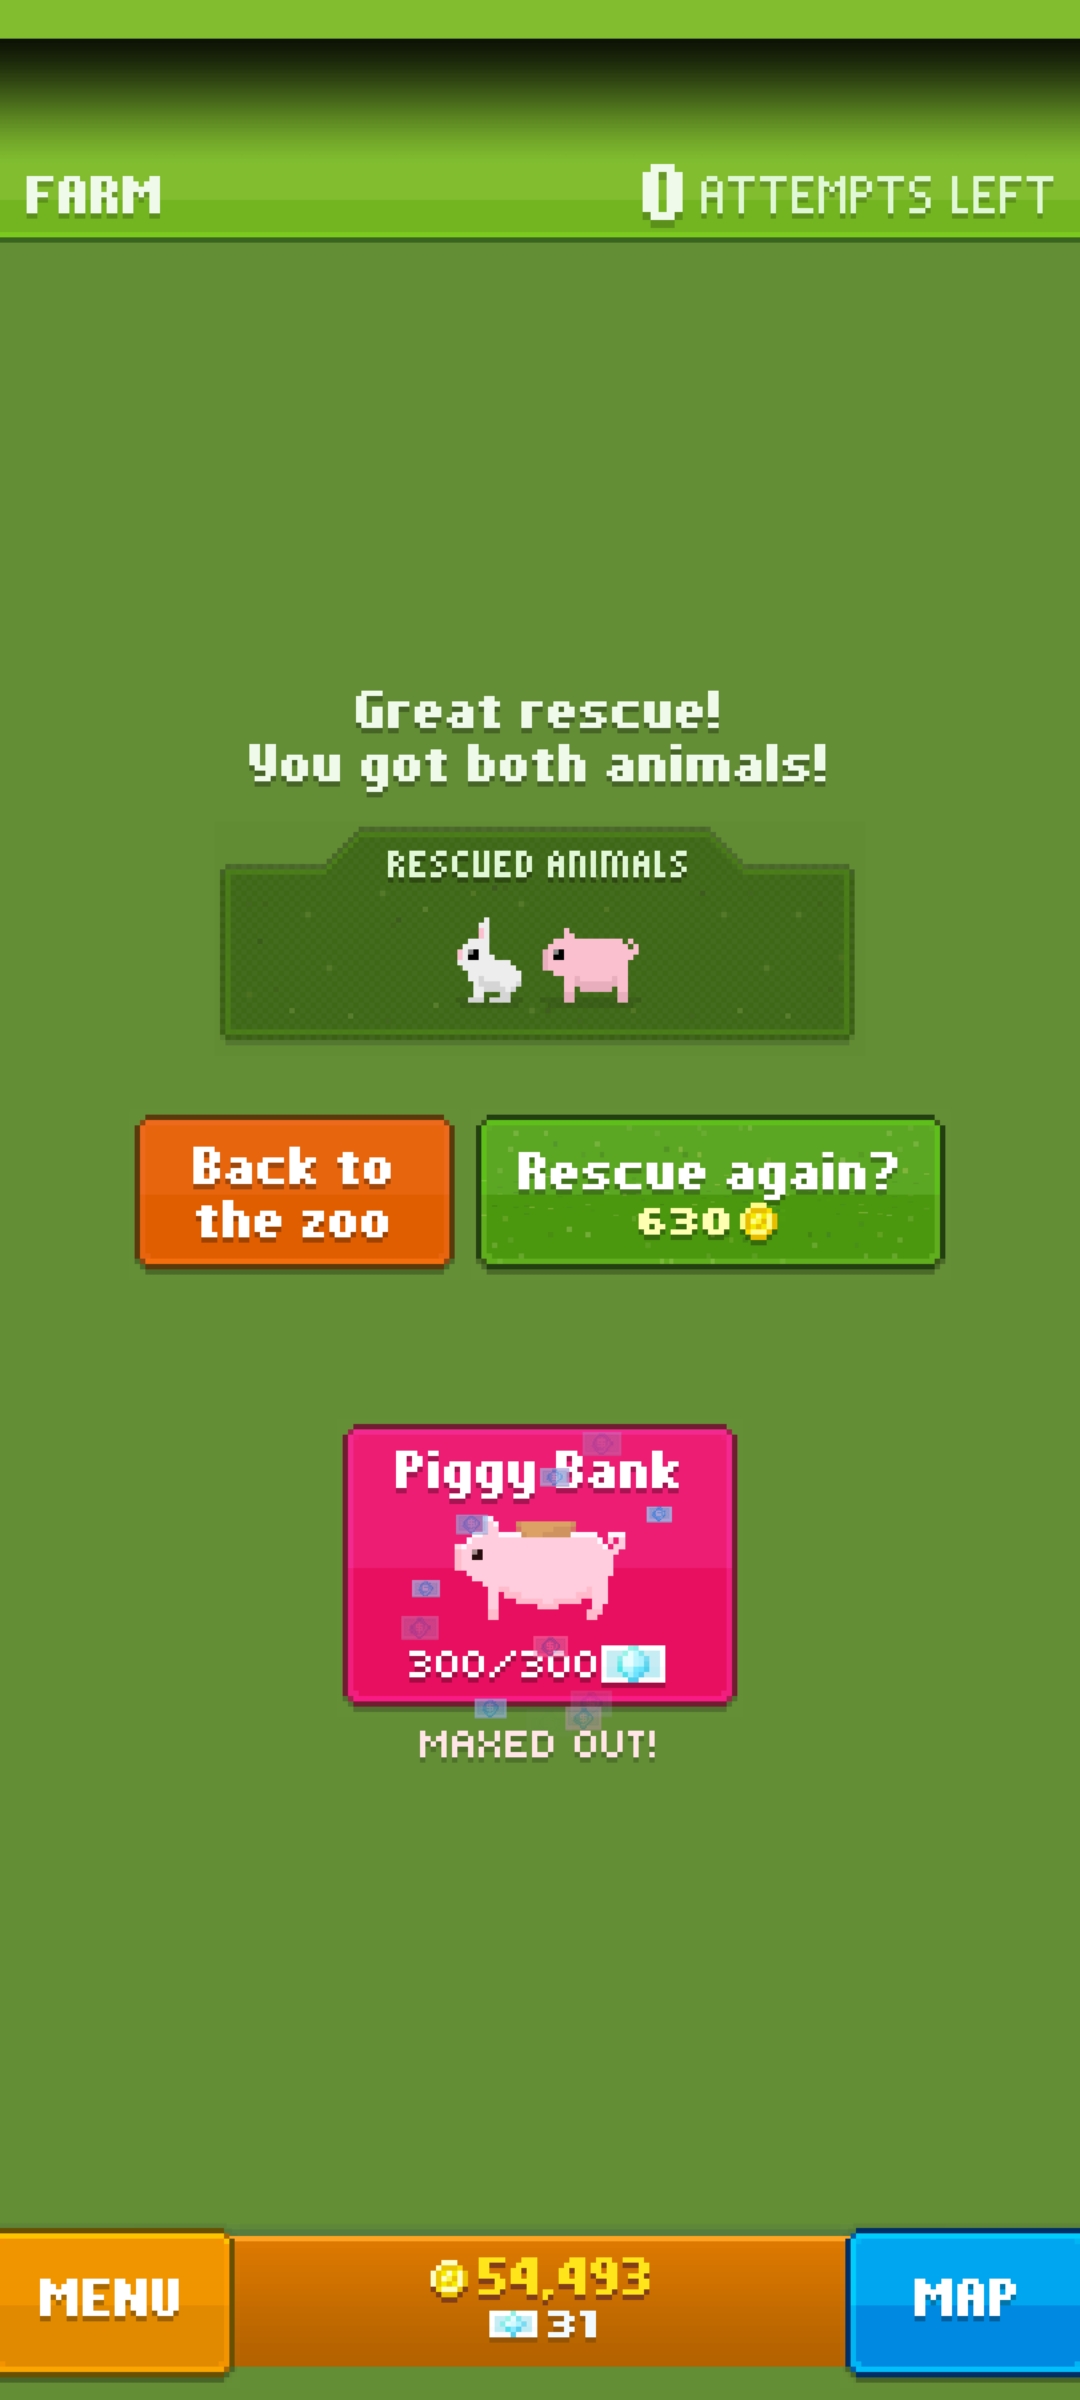 FARM
0 ATTEMPTS LEFT
Great rescue!
You got both animals!
RESCUED ANIMALS
Back to
the zoo
Rescue again?
630
Piggy Bank
300/300
MAXED OUT!
MENU
54,493
31
MAP